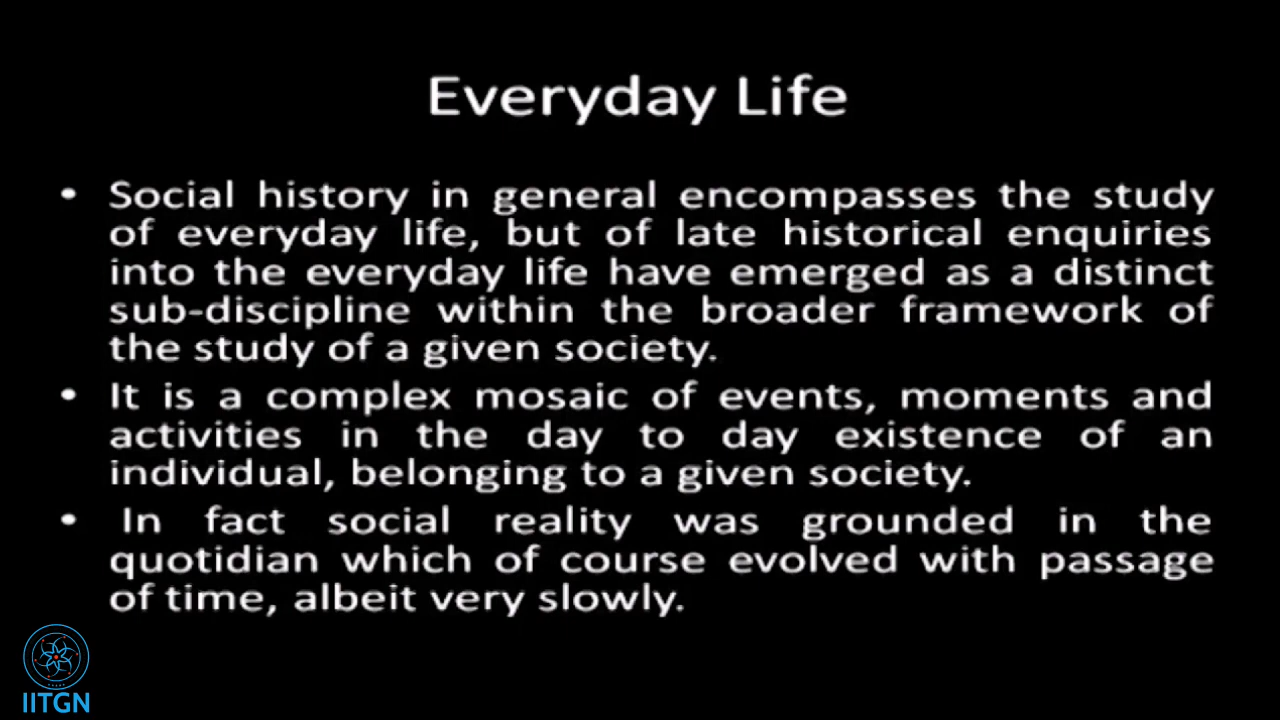 Everyday Life
• Social history in general encompasses the study
of everyday life, but of late historical enquiries
into the everyday life have emerged as a distinct
sub-discipline within the broader framework of
the study of a given society.
• It is a complex mosaic of events, moments and
activities in the day to day existence of an
individual, belonging to a given society.
• In fact social reality was grounded in the
quotidian which of course evolved with passage
of time, albeit very slowly.
IITGN